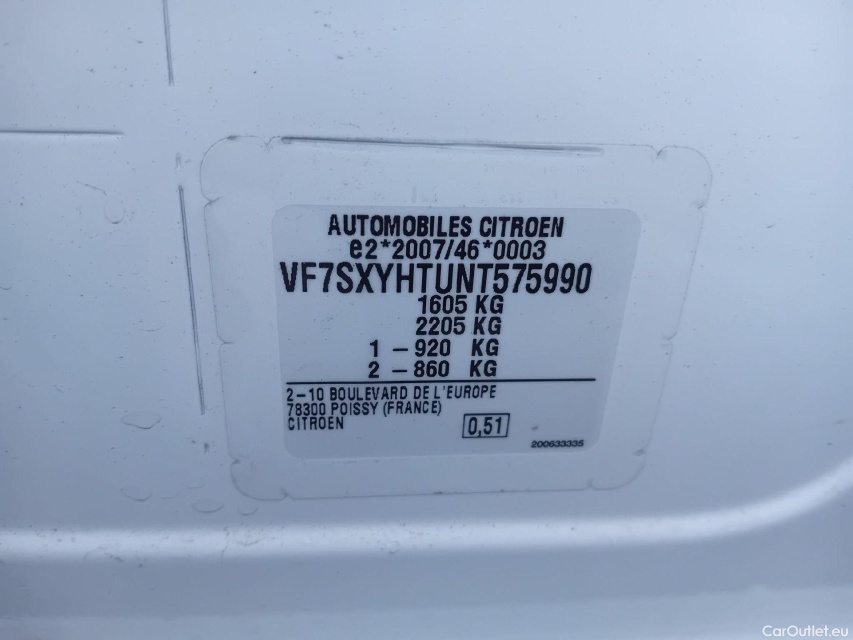 AUTOMOBILES CITROEN
e2*2007/46*0003
VF7SXYHTUNT575990
1605 KG
2205 KG
1 – 920 KG
2 – 860 KG
2–10 BOULEVARD DE L'EUROPE
78300 POISSY (FRANCE)
CITROEN
0,51
200633335
CarOutlet.eu